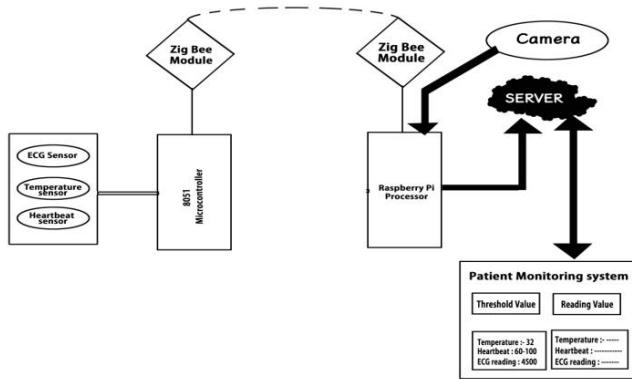 Zig Bee
Module
Zig Bee
Module
Camera
SERVER
ECG Sensor
Temperature
sensor
Heartbeat
sensor
8051
Microcontroller
Raspberry Pi
Processor
Patient Monitoring system
Threshold Value
Reading Value
Temperature :- 32
Heartbeat : 60-100
ECG reading : 4500
Temperature :- -----
Heartbeat : -----------
ECG reading : -------